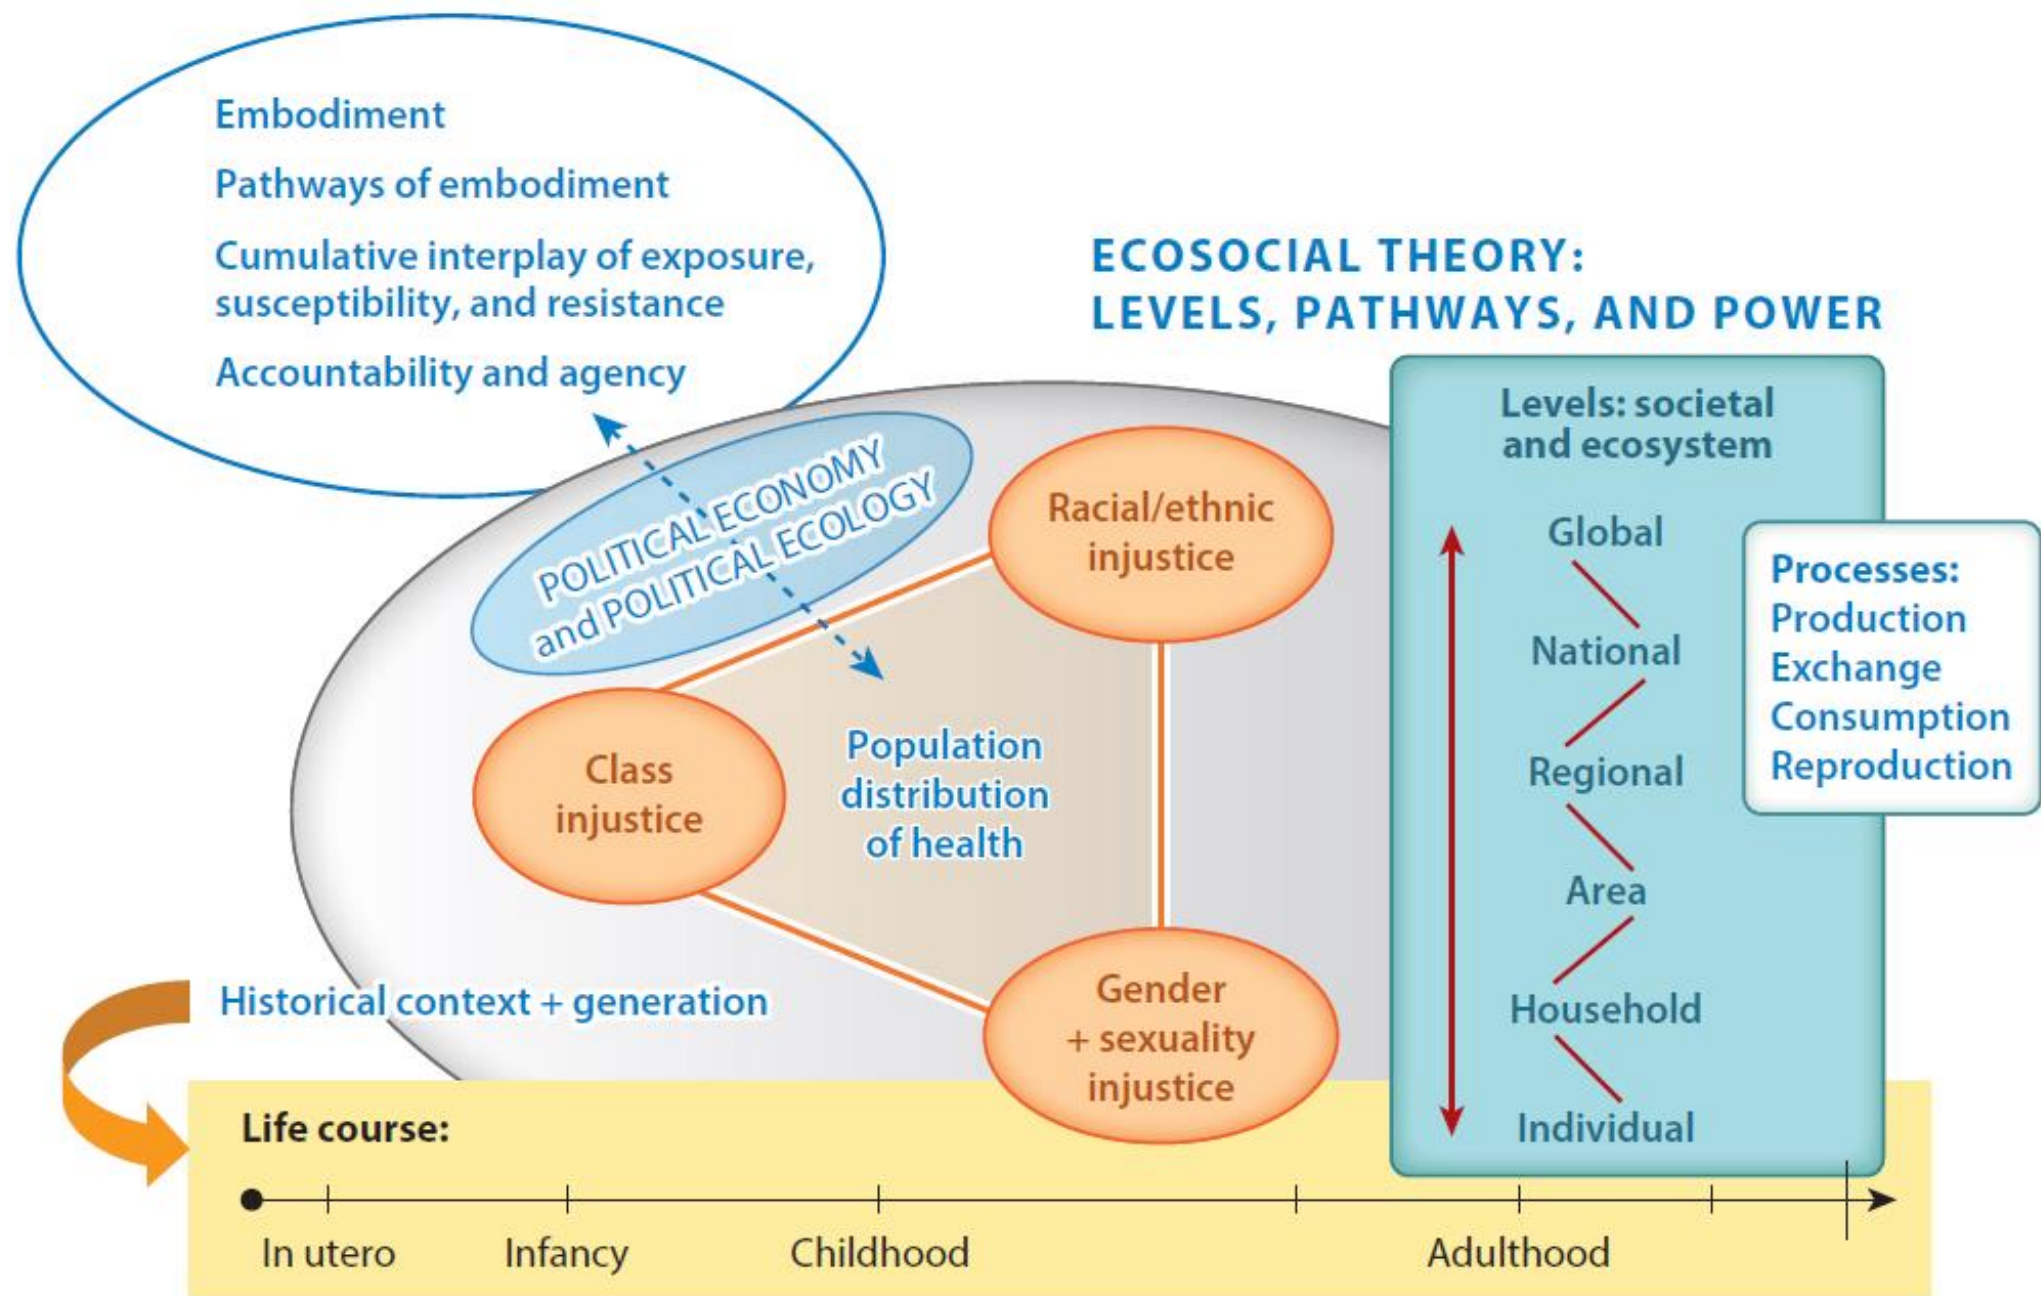 Embodiment
Pathways of embodiment
Cumulative interplay of exposure,
susceptibility, and resistance
Accountability and agency
ECOSOCIAL THEORY:
LEVELS, PATHWAYS, AND POWER
POLITICAL ECONOMY
and POLITICAL ECOLOGY
Racial/ethnic
injustice
Class
injustice
Population
distribution
of health
Gender
+ sexuality
injustice
Levels: societal
and ecosystem
Global
National
Regional
Area
Household
Individual
Processes:
Production
Exchange
Consumption
Reproduction
Historical context + generation
Life course:
In utero
Infancy
Childhood
Adulthood